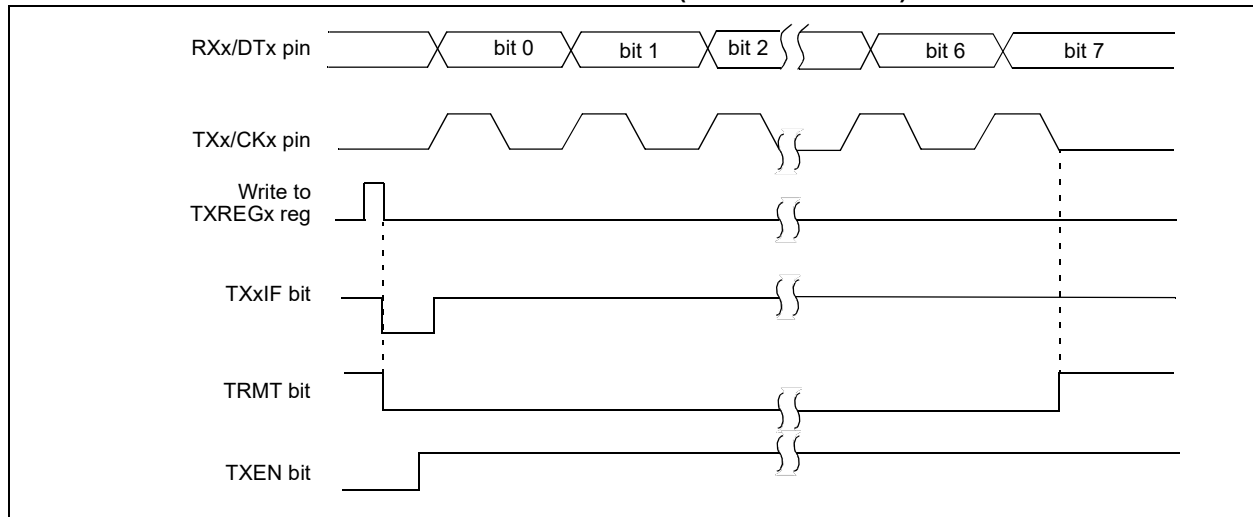 RXx/DTx pin
bit 0
bit 1
bit 2
bit 6
bit 7
TXx/CKx pin
Write to
TXREGx reg
TXxIF bit
TRMT bit
TXEN bit